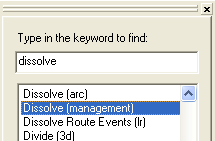 Type in the keyword to find:
dissolve
Dissolve (arc)
Dissolve (management)
Dissolve Route Events (lr)
Divide (3d)